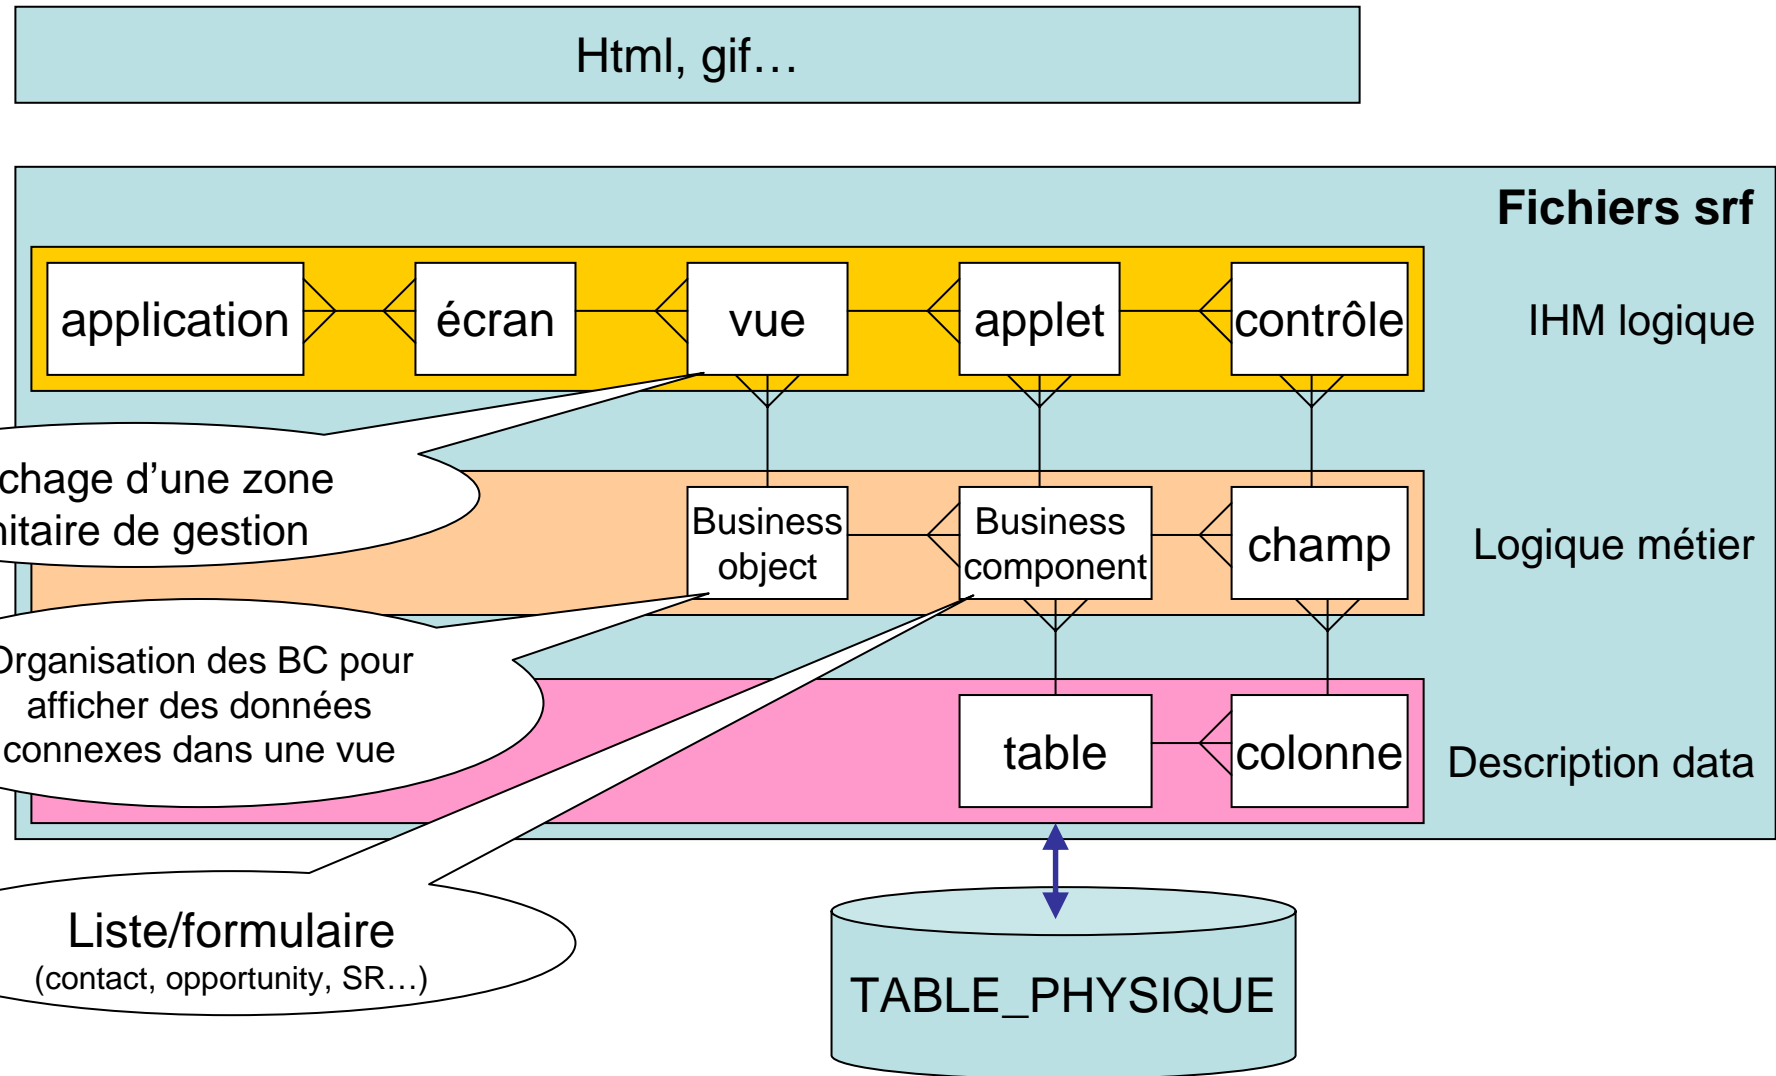 Html, gif…
Fichiers srf
application
écran
vue
applet
contrôle
IHM logique
chage d’une zone
nitaire de gestion
Business
object
Business
component
champ
Logique métier
Organisation des BC pour
afficher des données
connexes dans une vue
table
colonne
Description data
Liste/formulaire
(contact, opportunity, SR…)
TABLE_PHYSIQUE